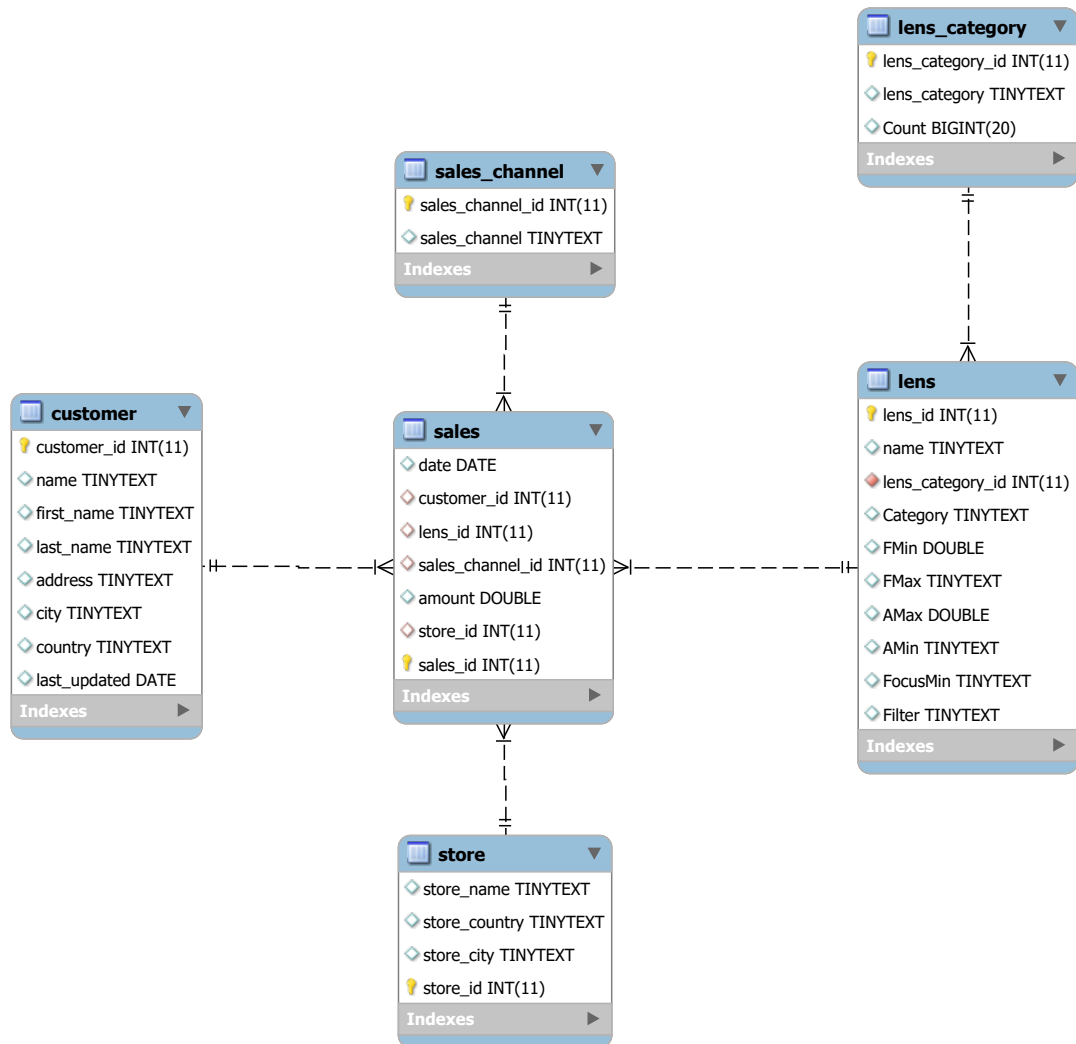 lens_category
lens_category_id INT(11)
lens_category TINYTEXT
Count BIGINT(20)
Indexes
sales_channel
sales_channel_id INT(11)
sales_channel TINYTEXT
Indexes
customer
customer_id INT(11)
name TINYTEXT
first_name TINYTEXT
last_name TINYTEXT
address TINYTEXT
city TINYTEXT
country TINYTEXT
last_updated DATE
Indexes
sales
date DATE
customer_id INT(11)
lens_id INT(11)
sales_channel_id INT(11)
amount DOUBLE
store_id INT(11)
sales_id INT(11)
Indexes
lens
lens_id INT(11)
name TINYTEXT
lens_category_id INT(11)
Category TINYTEXT
FMin DOUBLE
FMax TINYTEXT
AMax DOUBLE
AMin TINYTEXT
FocusMin TINYTEXT
Filter TINYTEXT
Indexes
store
store_name TINYTEXT
store_country TINYTEXT
store_city TINYTEXT
store_id INT(11)
Indexes